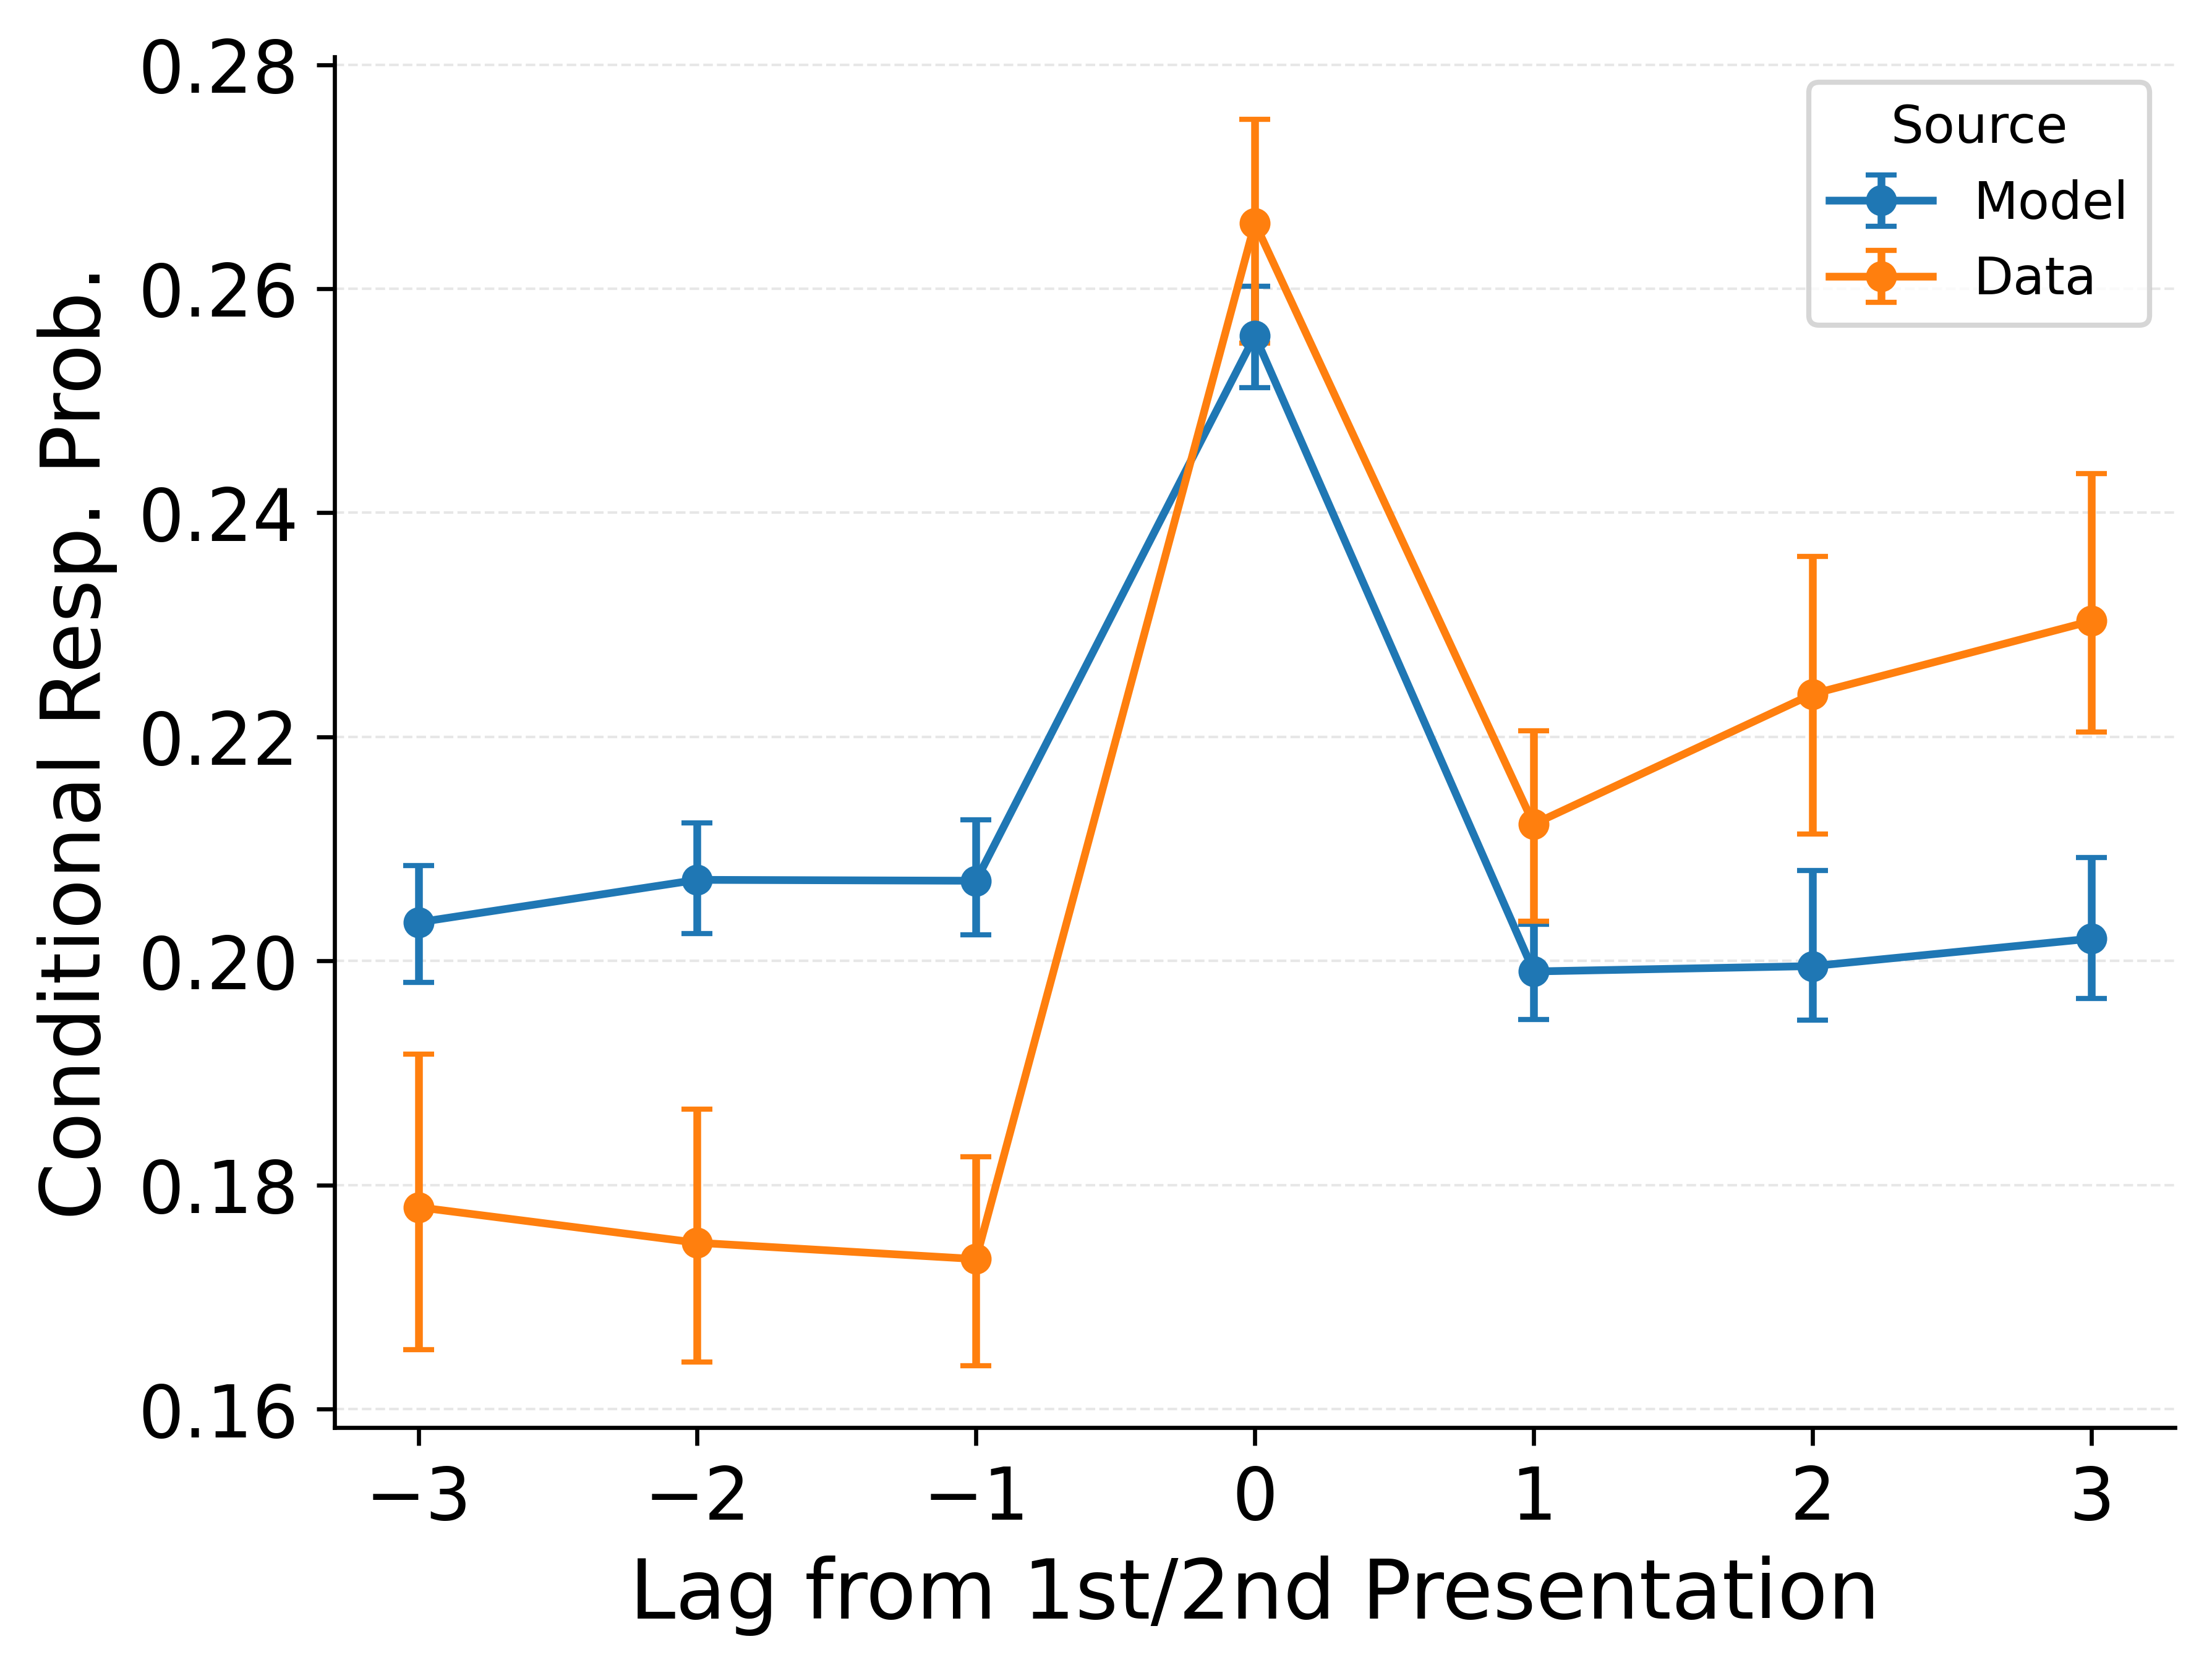 0.28
0.26
0.24
0.22
0.20
0.18
0.16
Conditional Resp. Prob.
−3 −2 −1 0 1 2 3
Lag from 1st/2nd Presentation
Source
Model
Data